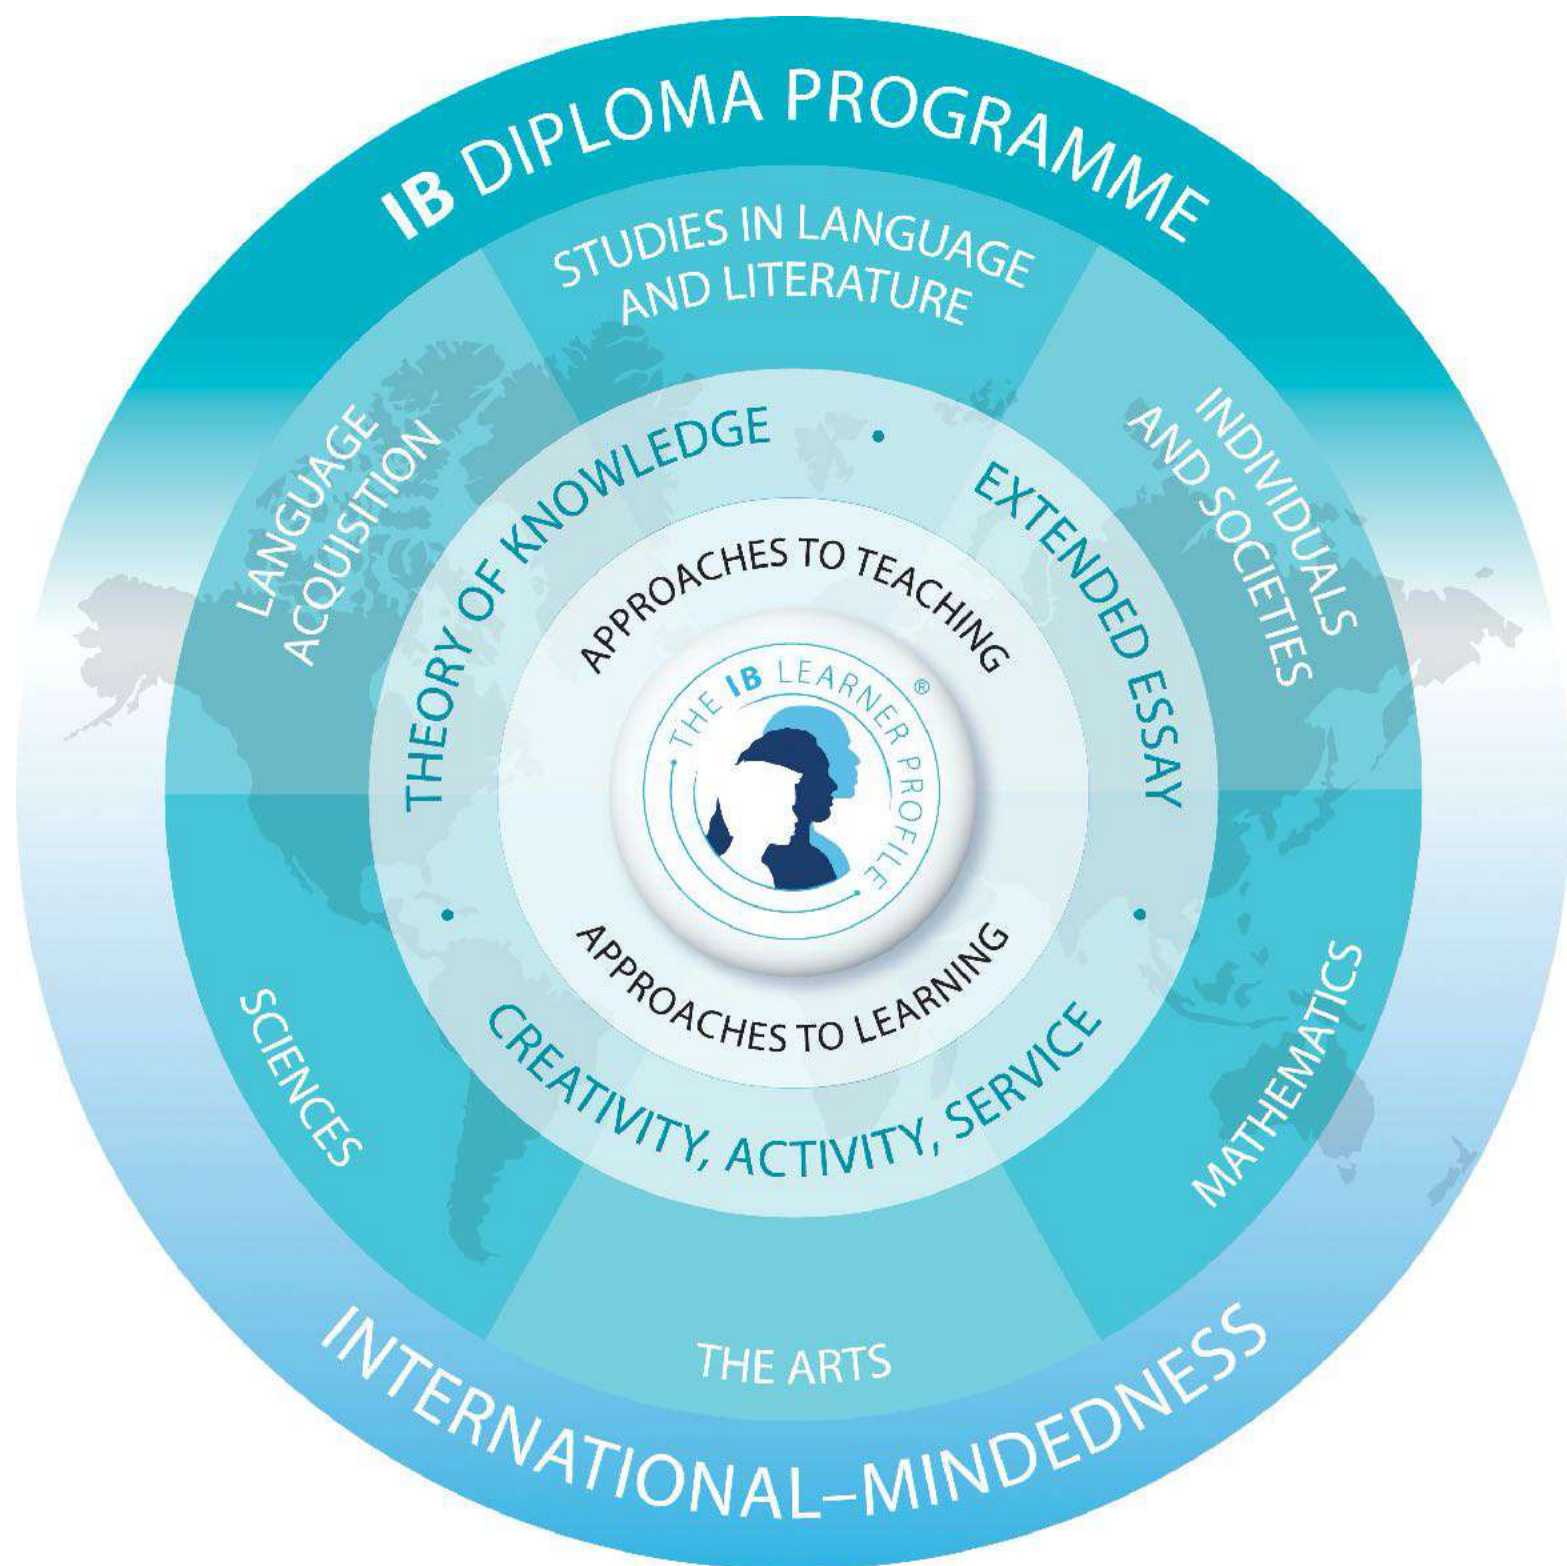 IB DIPLOMA PROGRAMME
STUDIES IN LANGUAGE
AND LITERATURE
LANGUAGE
ACQUISITION
INDIVIDUALS
AND SOCIETIES
THEORY OF KNOWLEDGE
•
EXTENDED ESSAY
APPROACHES TO TEACHING
THE IB LEARNER PROFILE
®
APPROACHES TO LEARNING
•
•
CREATIVITY, ACTIVITY, SERVICE
SCIENCES
MATHEMATICS
THE ARTS
INTERNATIONAL–MINDEDNESS